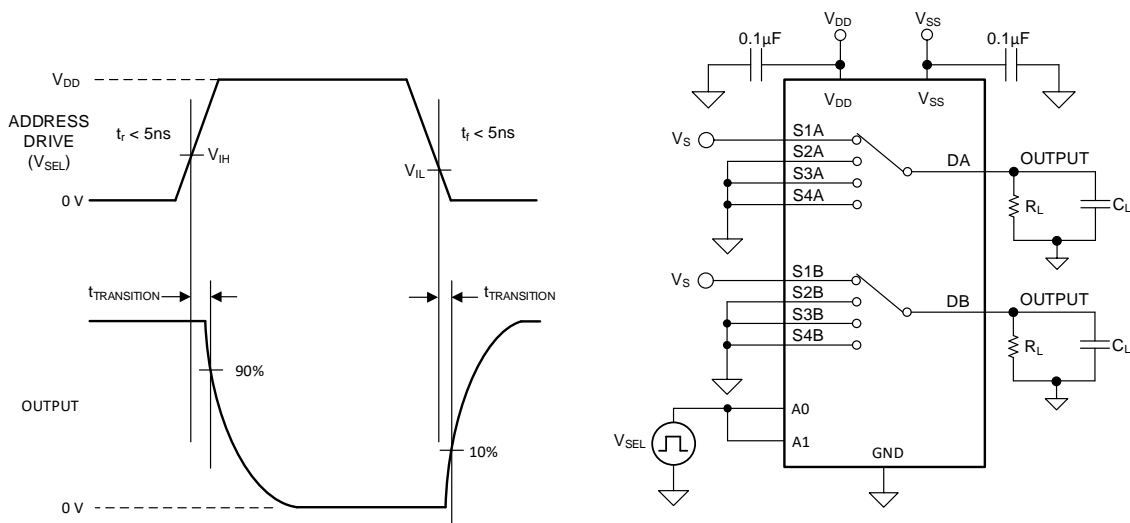 V_DD
ADDRESS
DRIVE
(V_SEL)
t_r < 5ns
t_f < 5ns
V_IH
V_IL
0 V
t_TRANSITION
t_TRANSITION
90%
OUTPUT
10%
0 V
V_DD
V_SS
0.1µF
0.1µF
V_DD
V_SS
V_S
S1A
S2A
S3A
S4A
DA
OUTPUT
R_L
C_L
V_S
S1B
S2B
S3B
S4B
DB
OUTPUT
R_L
C_L
V_SEL
A0
A1
GND